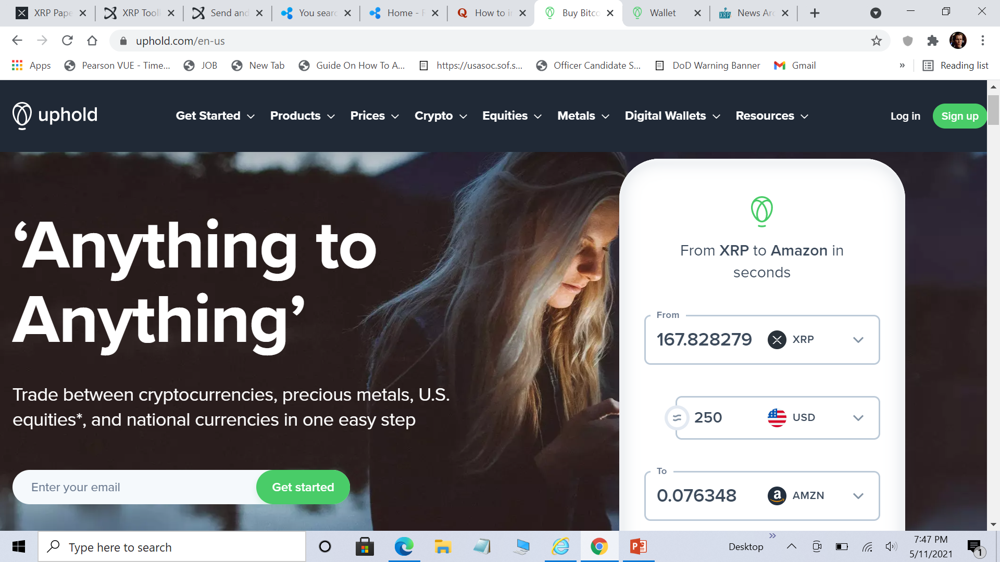 XRP Pape
XRP Tool
Send and
You searc
Home - 
How to i
Buy Bitco
Wallet
News Arc
uphold.com/en-us
Apps
Pearson VUE - Time...
JOB
New Tab
Guide On How To A...
https://usasoc.sof.s...
Officer Candidate S...
DoD Warning Banner
Gmail
»
Reading list
uphold
Get Started
Products
Prices
Crypto
Equities
Metals
Digital Wallets
Resources
Log in
Sign up
‘Anything to
Anything’
Trade between cryptocurrencies, precious metals, U.S.
equities*, and national currencies in one easy step
Enter your email
Get started
From XRP to Amazon in
seconds
From
167.828279
XRP
250
USD
To
0.076348
AMZN
Type here to search
Desktop
»
7:47 PM
5/11/2021
1